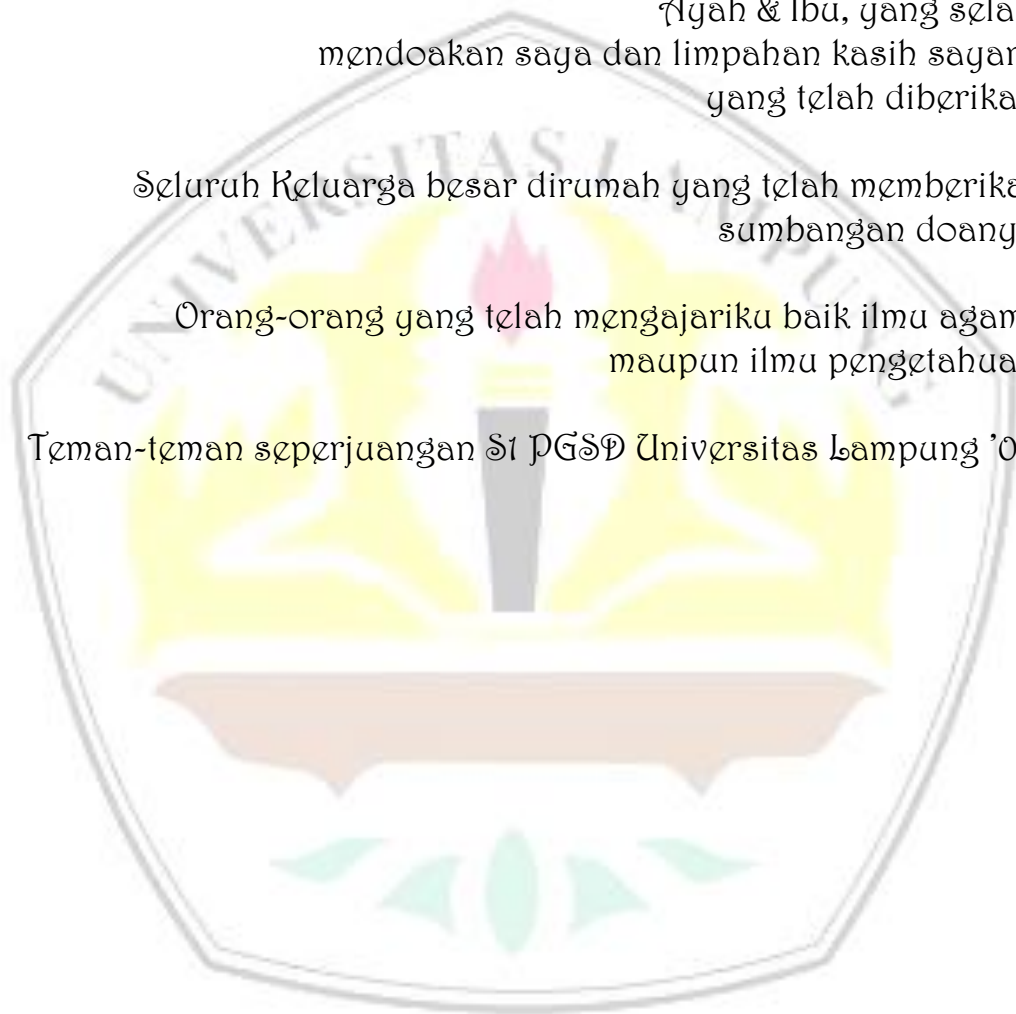 Ayah & Ibu, yang sela
mendoakan saya dan limpahan kasih sayan
yang telah diberika
Seluruh Keluarga besar dirumah yang telah memberika
sumbangan doany
Orang-orang yang telah mengajariku baik ilmu agam
maupun ilmu pengetahua
Teman-teman seperjuangan S1 PGSD Universitas Lampung '0
UNIVERSITAS LAMPUNG